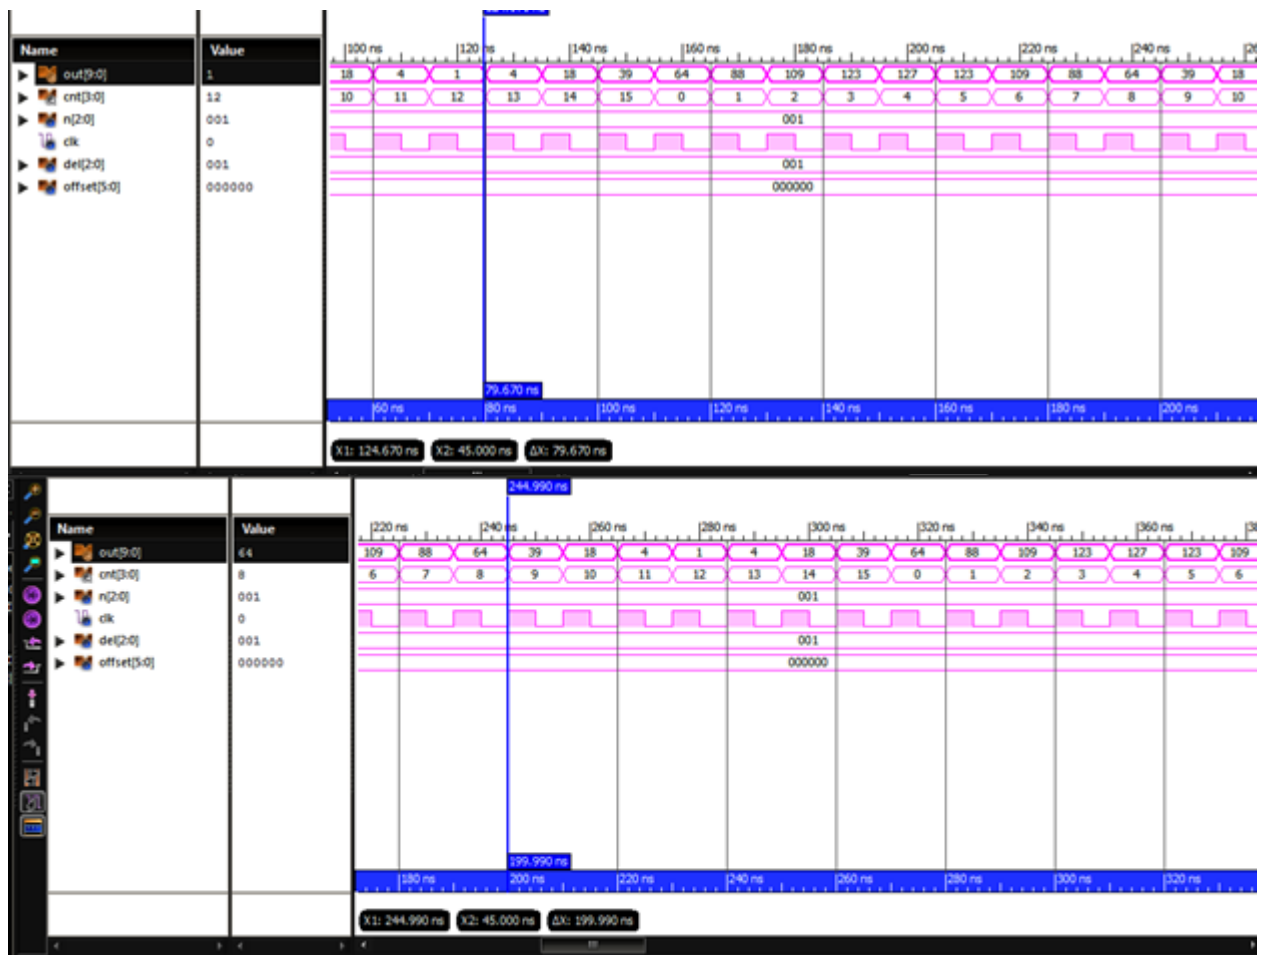 |100 ns |120 ns |140 ns |160 ns |180 ns |200 ns |220 ns |240 ns
Name Value
out[9:0] 1 18 4 1 4 18 39 64 88 109 123 127 123 109 88 64 39 18
cnt[3:0] 12 10 11 12 13 14 15 0 1 2 3 4 5 6 7 8 9 10
n[2:0] 001 001
clk 0
del[2:0] 001 001
offset[5:0] 000000 000000
79.670 ns
|60 ns |80 ns |100 ns |120 ns |140 ns |160 ns |180 ns |200 ns
X1: 124.670 ns X2: 45.000 ns ΔX: 79.670 ns
244.990 ns
|220 ns |240 ns |260 ns |280 ns |300 ns |320 ns |340 ns |360 ns
Name Value
out[9:0] 64 109 88 64 39 18 4 1 4 18 39 64 88 109 123 127 123 109
cnt[3:0] 8 6 7 8 9 10 11 12 13 14 15 0 1 2 3 4 5 6
n[2:0] 001 001
clk 0
del[2:0] 001 001
offset[5:0] 000000 000000
199.990 ns
|180 ns 200 ns |220 ns |240 ns |260 ns |280 ns |300 ns |320 ns
X1: 244.990 ns X2: 45.000 ns ΔX: 199.990 ns